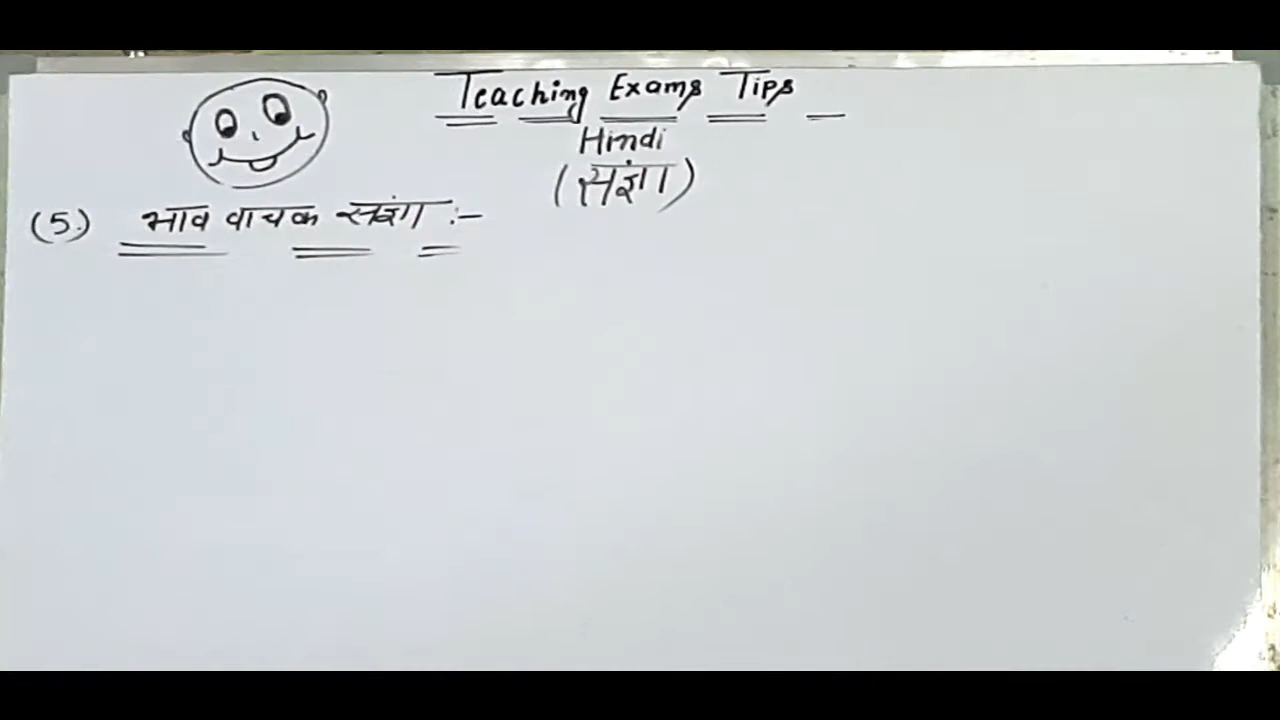 Teaching Exams Tips
Hindi
(संज्ञा)
(5.) भाव वाचक संज्ञा :-